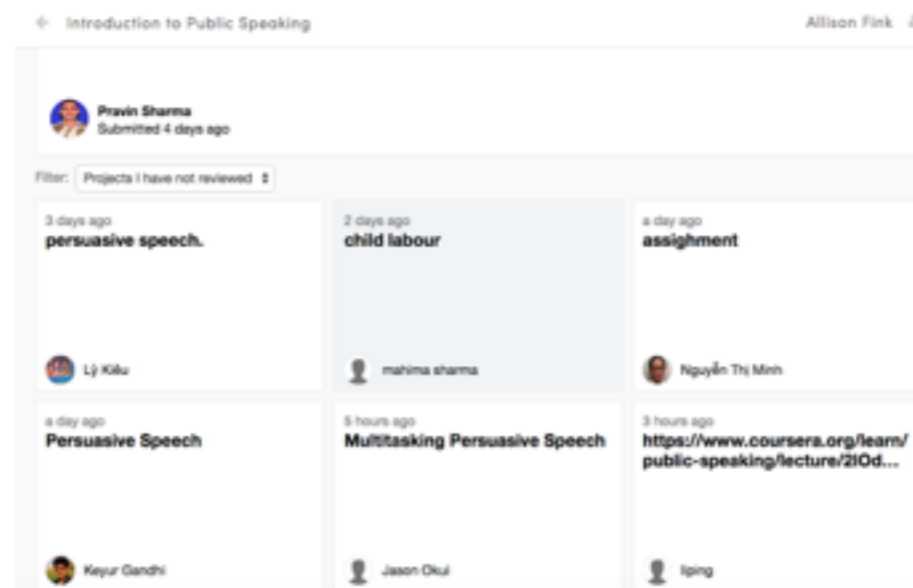 Introduction to Public Speaking
Allison Fink
Pravin Sharma
Submitted 4 days ago
Filter: Projects I have not reviewed
3 days ago
persuasive speech.
Lý Kiều
2 days ago
child labour
mahima sharma
a day ago
assighment
Nguyễn Thị Minh
a day ago
Persuasive Speech
Keyur Gandhi
5 hours ago
Multitasking Persuasive Speech
Jason Okui
3 hours ago
https://www.coursera.org/learn/
public-speaking/lecture/2IOd...
liping